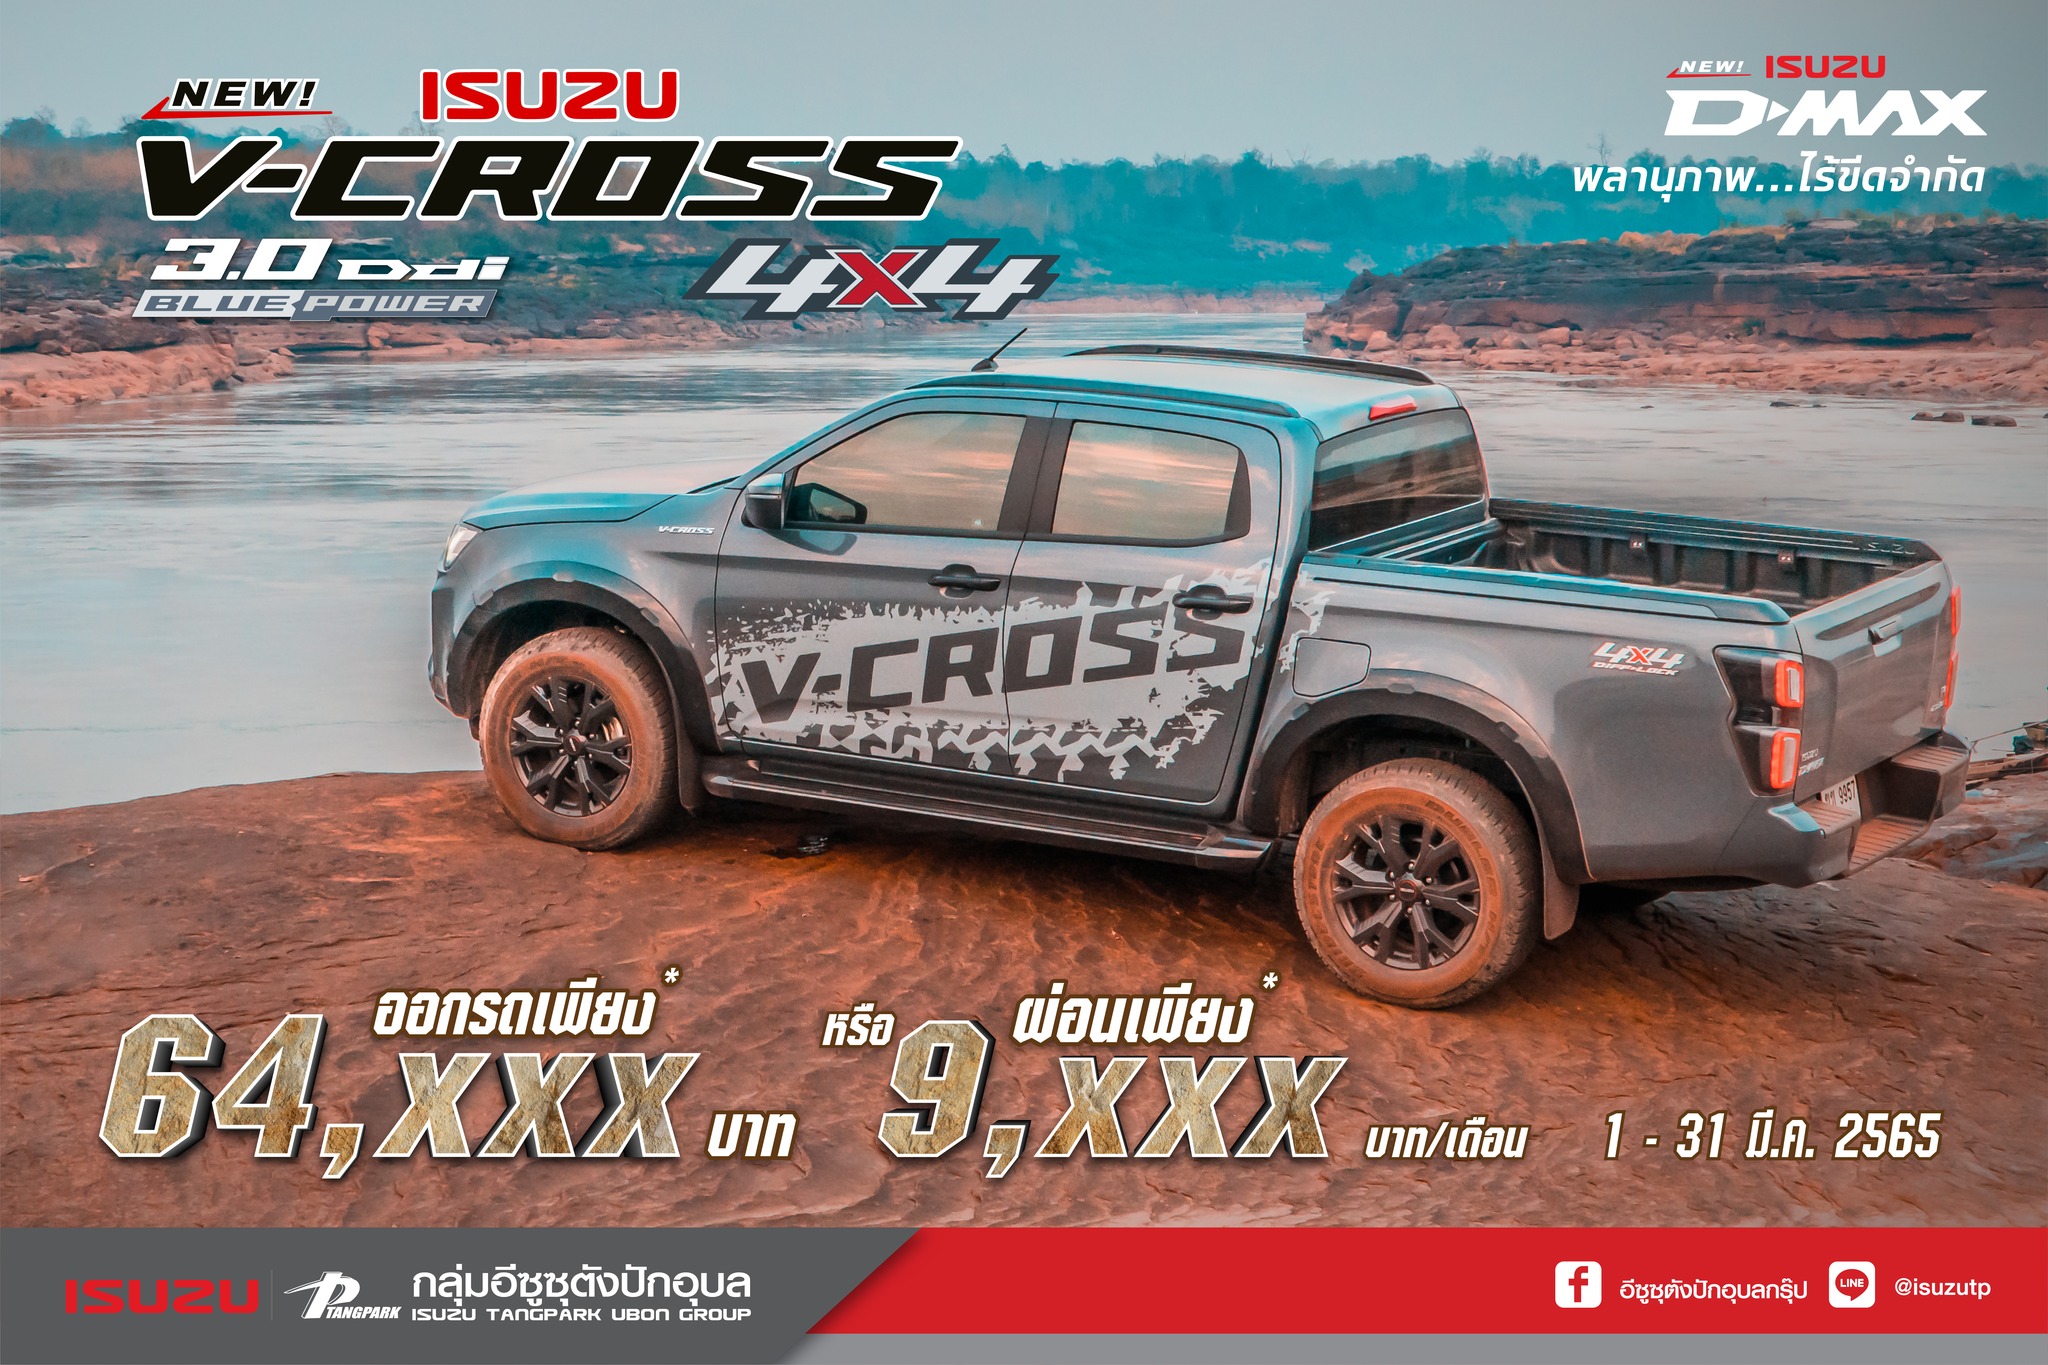 NEW! ISUZU
V-CROSS
3.0 Ddi
BLUE POWER
4x4
NEW! ISUZU
D-MAX
พลานุภาพ...ไร้ขีดจำกัด
V-CROSS
V-CROSS
4x4
DIFF-LOCK
ISUZU
ISUZU
9957
ออกรถเพียง*
64,xxx บาท
หรือ
ผ่อนเพียง*
9,xxx บาท/เดือน
1 - 31 มี.ค. 2565
ISUZU
TANGPARK
กลุ่มอีซูซุตังปักอุบล
ISUZU TANGPARK UBON GROUP
อีซูซุตังปักอุบลกรุ๊ป
LINE
@isuzutp